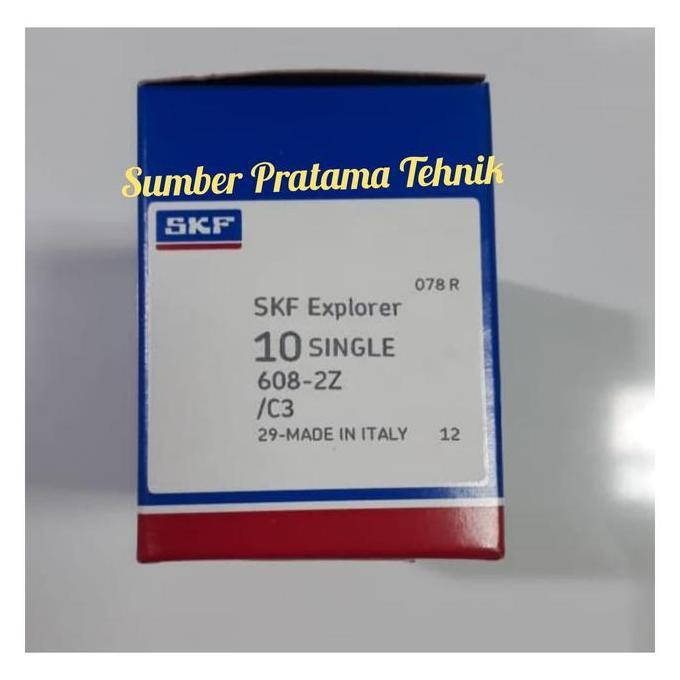 Sumber Pratama Tehnik
SKF
078 R
SKF Explorer
10 SINGLE
608-2Z
/C3
29-MADE IN ITALY 12